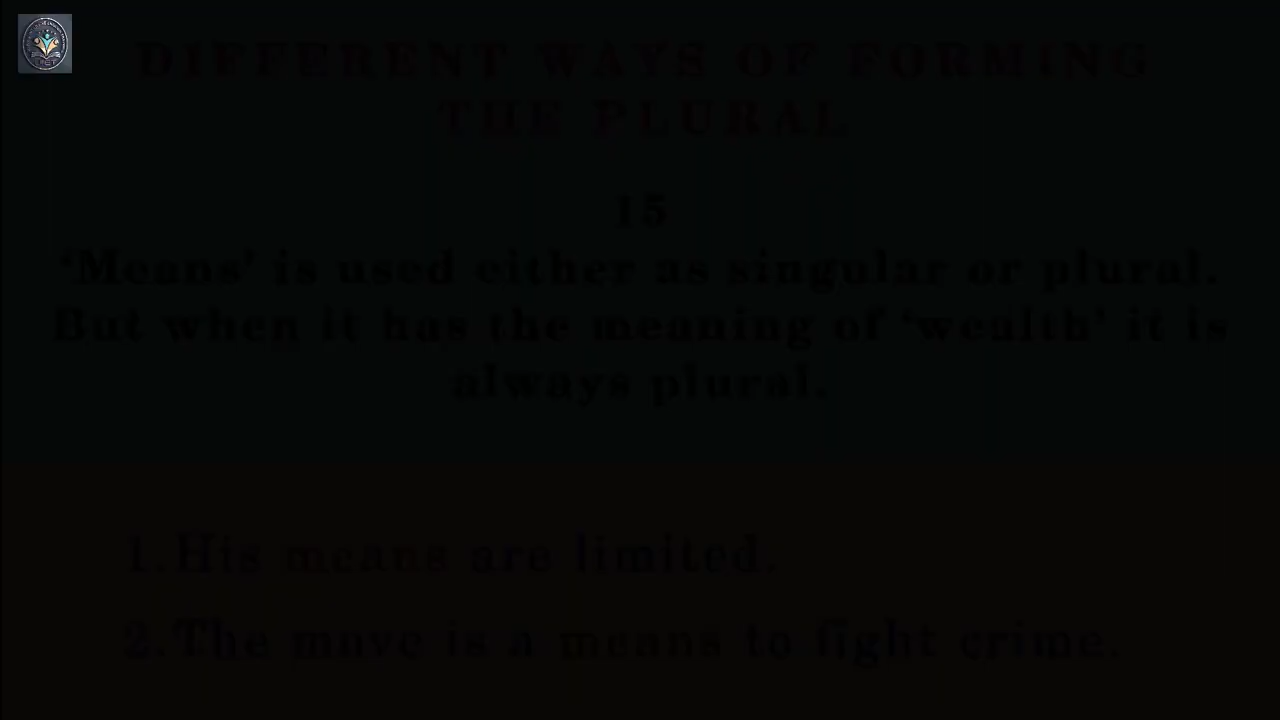 DIFFERENT WAYS OF FORMING
THE PLURAL
15
‘Means’ is used either as singular or plural.
But when it has the meaning of ‘wealth’ it is
always plural.
1. His means are limited.
2. The move is a means to fight crime.